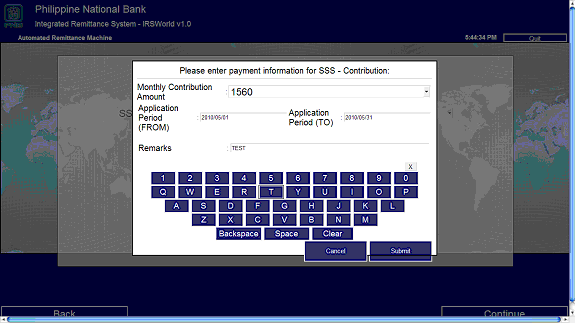 Philippine National Bank
Integrated Remittance System - IRSWorld v1.0
Automated Remittance Machine
5:44:34 PM
Quit
Please enter payment information for SSS - Contribution:
Monthly Contribution Amount : 1560
SS
Application Period (FROM) : 2010/05/01
Application Period (TO) : 2010/05/31
Remarks : TEST
X
1 2 3 4 5 6 7 8 9 0
Q W E R T Y U I O P
A S D F G H J K L
Z X C V B N M
Backspace Space Clear
Cancel Submit
Back Continue